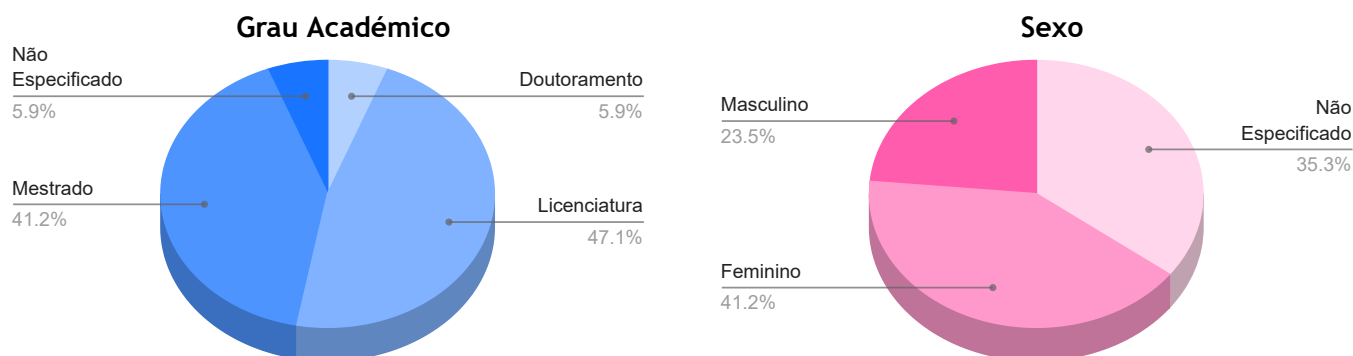 Grau Académico
Não
Especificado
5.9%
Doutoramento
5.9%
Mestrado
41.2%
Licenciatura
47.1%
Sexo
Masculino
23.5%
Não
Especificado
35.3%
Feminino
41.2%